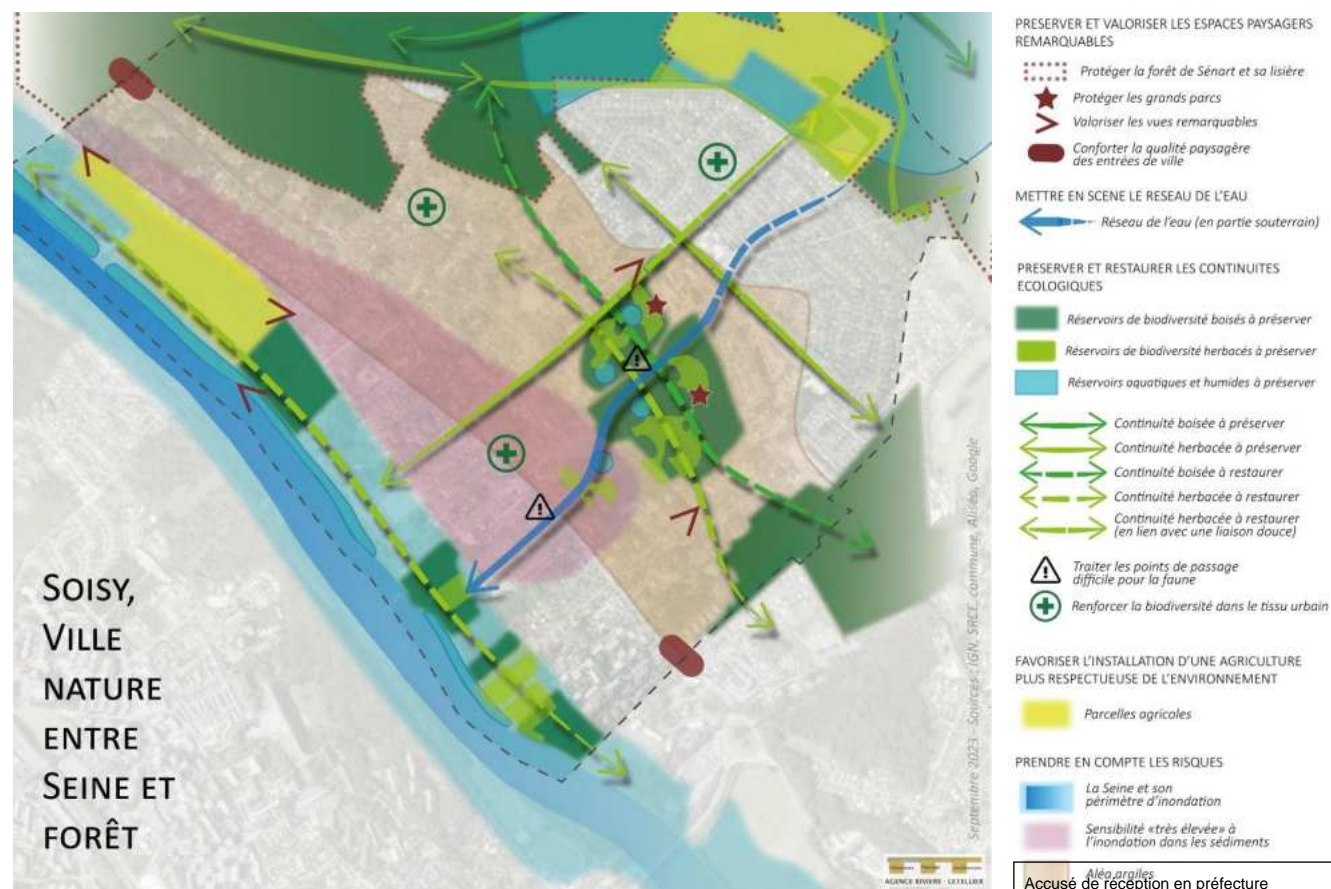 SOISY,
VILLE
NATURE
ENTRE
SEINE ET
FORÊT
Septembre 2023 - Sources : IGN, SRCE, commune, Aliséa, Google
AGENCE RIVIERE - LETELLIER
PRESERVER ET VALORISER LES ESPACES PAYSAGERS
REMARQUABLES
Protéger la forêt de Sénart et sa lisière
Protéger les grands parcs
Valoriser les vues remarquables
Conforter la qualité paysagère
des entrées de ville
METTRE EN SCENE LE RESEAU DE L'EAU
Réseau de l'eau (en partie souterrain)
PRESERVER ET RESTAURER LES CONTINUITES
ECOLOGIQUES
Réservoirs de biodiversité boisés à préserver
Réservoirs de biodiversité herbacés à préserver
Réservoirs aquatiques et humides à préserver
Continuité boisée à préserver
Continuité herbacée à préserver
Continuité boisée à restaurer
Continuité herbacée à restaurer
Continuité herbacée à restaurer
(en lien avec une liaison douce)
Traiter les points de passage
difficile pour la faune
Renforcer la biodiversité dans le tissu urbain
FAVORISER L'INSTALLATION D'UNE AGRICULTURE
PLUS RESPECTUEUSE DE L'ENVIRONNEMENT
Parcelles agricoles
PRENDRE EN COMPTE LES RISQUES
La Seine et son
périmètre d'inondation
Sensibilité «très élevée» à
l'inondation dans les sédiments
Aléa argiles
Accusé de réception en préfecture